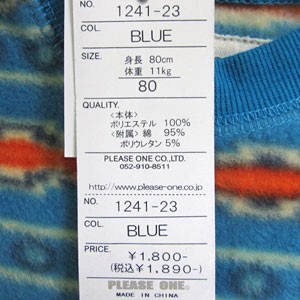 NO.
1241-23
COL.
BLUE
SIZE.
身長 80cm
体重 11kg
80
QUALITY.
〈本体〉
ポリエステル 100%
〈附属〉綿 95%
ポリウレタン 5%
PLEASE ONE CO.,LTD.
052-910-8511
http://www.please-one.co.jp
NO.
1241-23
COL.
BLUE
PRICE.
¥1,800-
(税込¥1,890-)
PLEASE ONE.
MADE IN CHINA